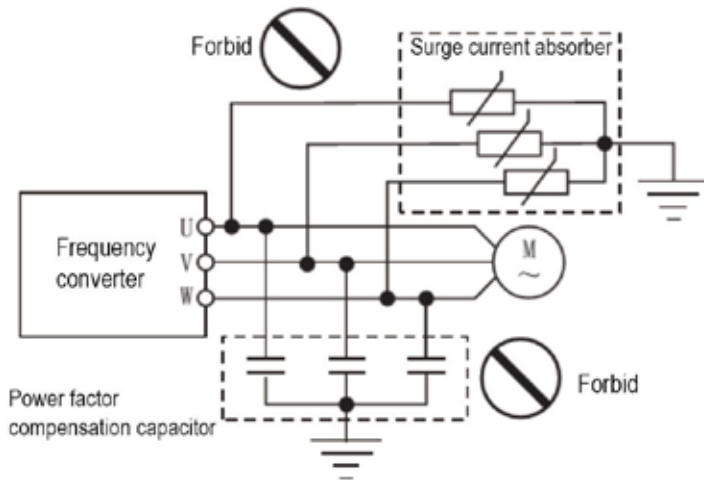 Forbid
Surge current absorber
Frequency
converter
U
V
W
M
~
Power factor
compensation capacitor
Forbid